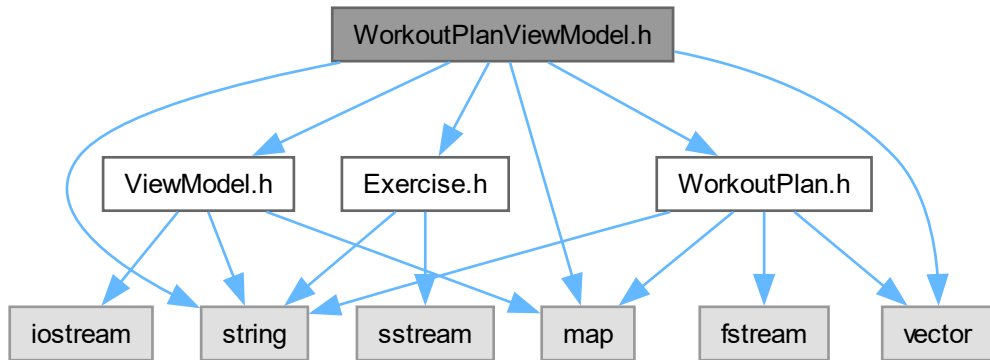 WorkoutPlanViewModel.h
ViewModel.h
Exercise.h
WorkoutPlan.h
iostream
string
sstream
map
fstream
vector